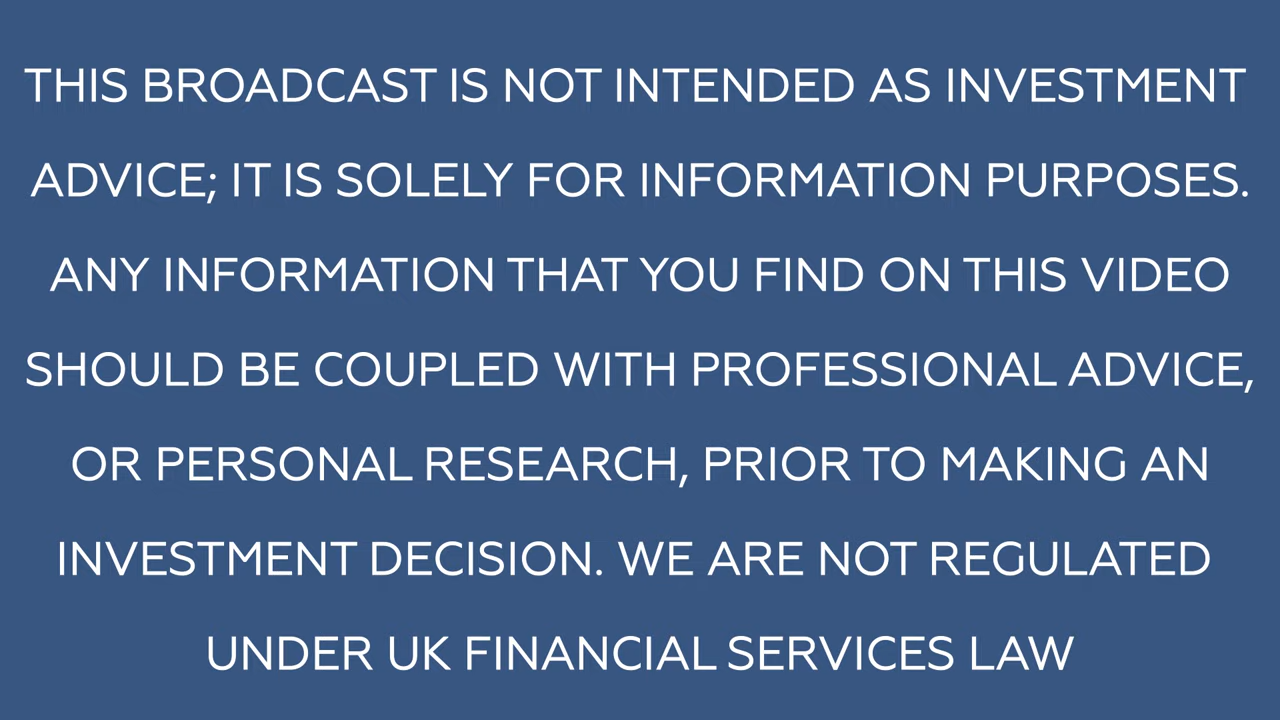 THIS BROADCAST IS NOT INTENDED AS INVESTMENT
ADVICE; IT IS SOLELY FOR INFORMATION PURPOSES.
ANY INFORMATION THAT YOU FIND ON THIS VIDEO
SHOULD BE COUPLED WITH PROFESSIONAL ADVICE,
OR PERSONAL RESEARCH, PRIOR TO MAKING AN
INVESTMENT DECISION. WE ARE NOT REGULATED
UNDER UK FINANCIAL SERVICES LAW